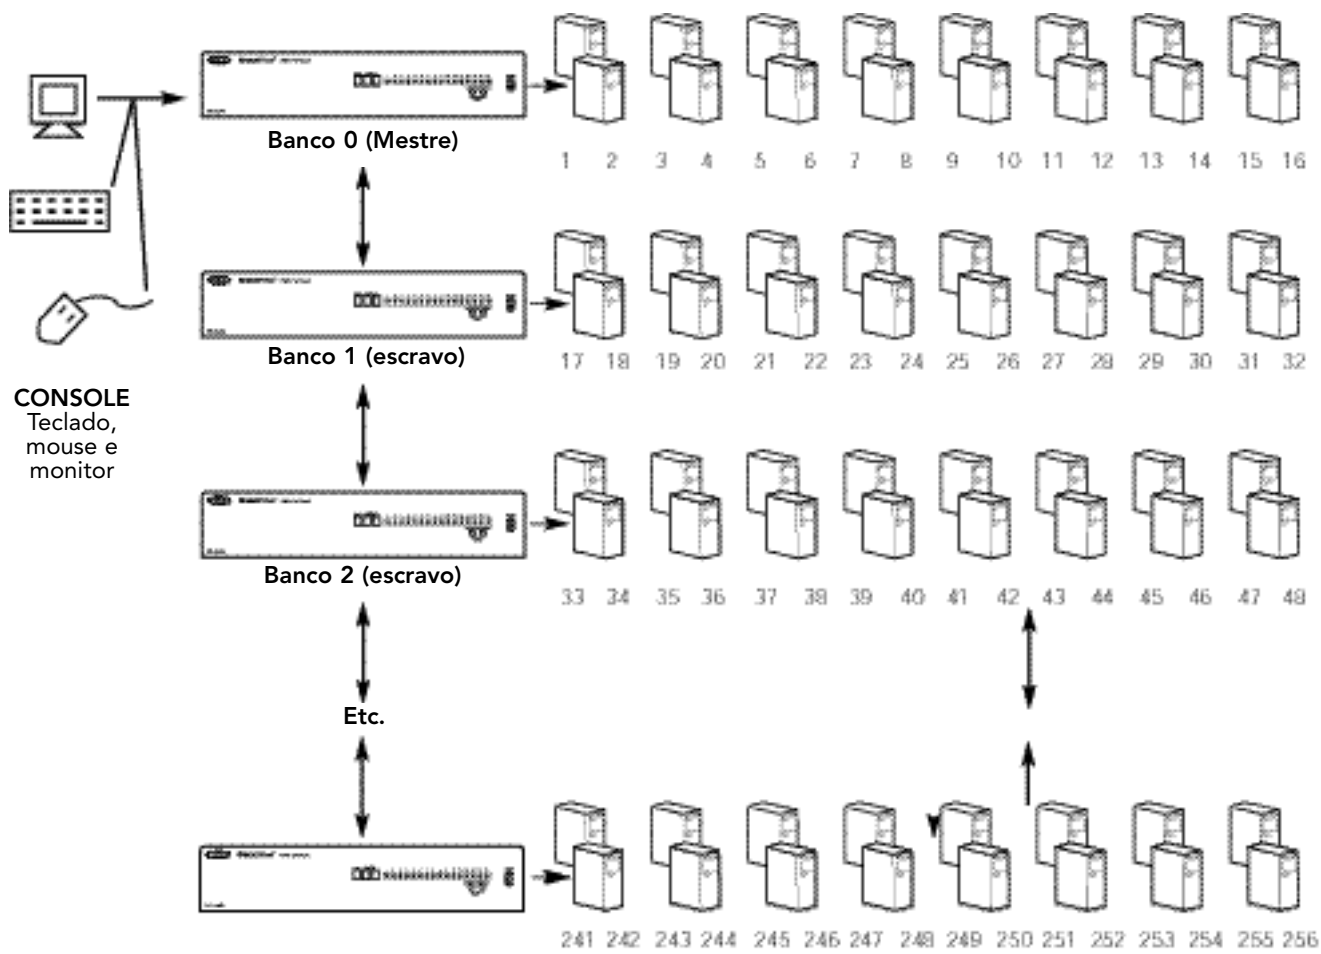 Banco 0 (Mestre)
1 2 3 4 5 6 7 8 9 10 11 12 13 14 15 16
Banco 1 (escravo)
17 18 19 20 21 22 23 24 25 26 27 28 29 30 31 32
CONSOLE
Teclado,
mouse e
monitor
Banco 2 (escravo)
33 34 35 36 37 38 39 40 41 42 43 44 45 46 47 48
Etc.
241 242 243 244 245 246 247 248 249 250 251 252 253 254 255 256